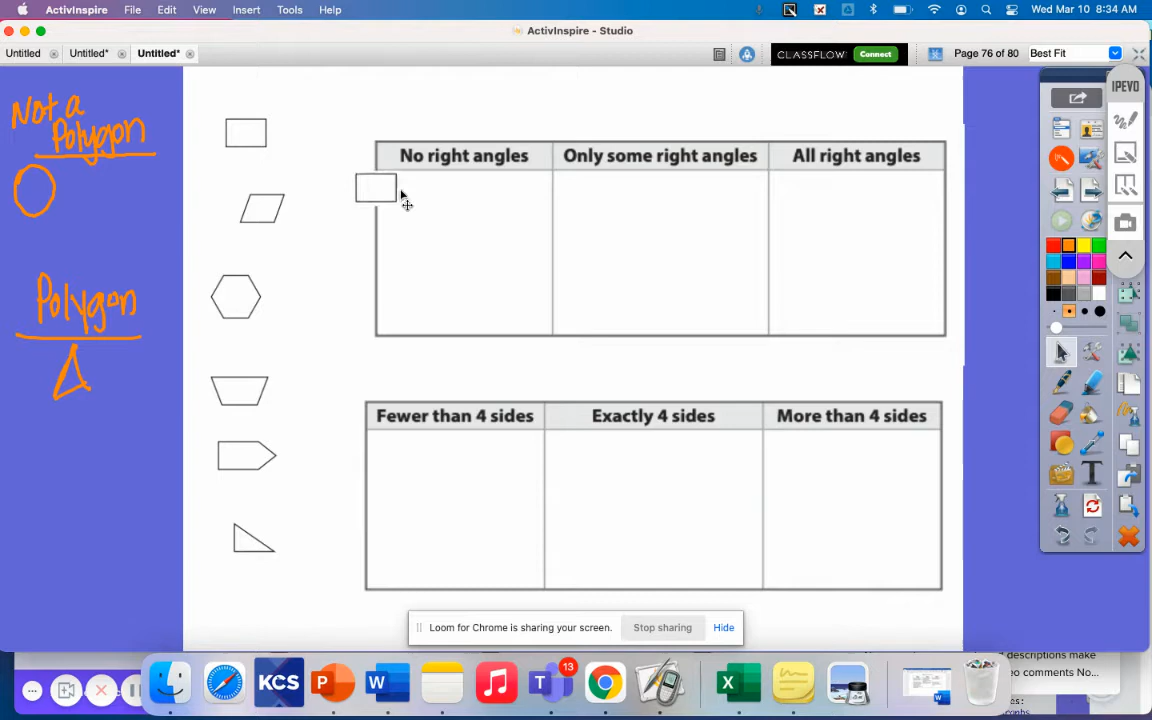 ActivInspire File Edit View Insert Tools Help Wed Mar 10 8:34 AM
ActivInspire - Studio
Untitled Untitled* Untitled* CLASSFLOW Connect Page 76 of 80 Best Fit
IPEVO
Not a
Polygon
Polygon
No right angles Only some right angles All right angles
Fewer than 4 sides Exactly 4 sides More than 4 sides
T
Loom for Chrome is sharing your screen. Stop sharing Hide
KCS P W T 13 X W
d descriptions make
eo comments No...